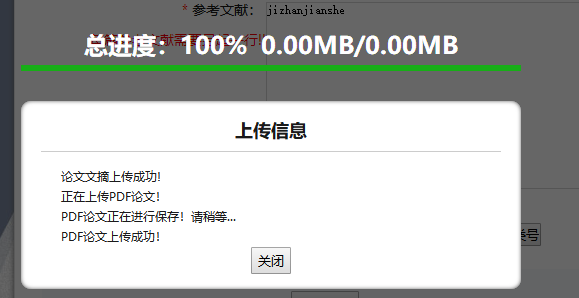 * 参考文献： jizhanjianshe
总进度：100% 0.00MB/0.00MB
上传信息
论文文摘上传成功!
正在上传PDF论文!
PDF论文正在进行保存! 请稍等...
PDF论文上传成功!
关闭